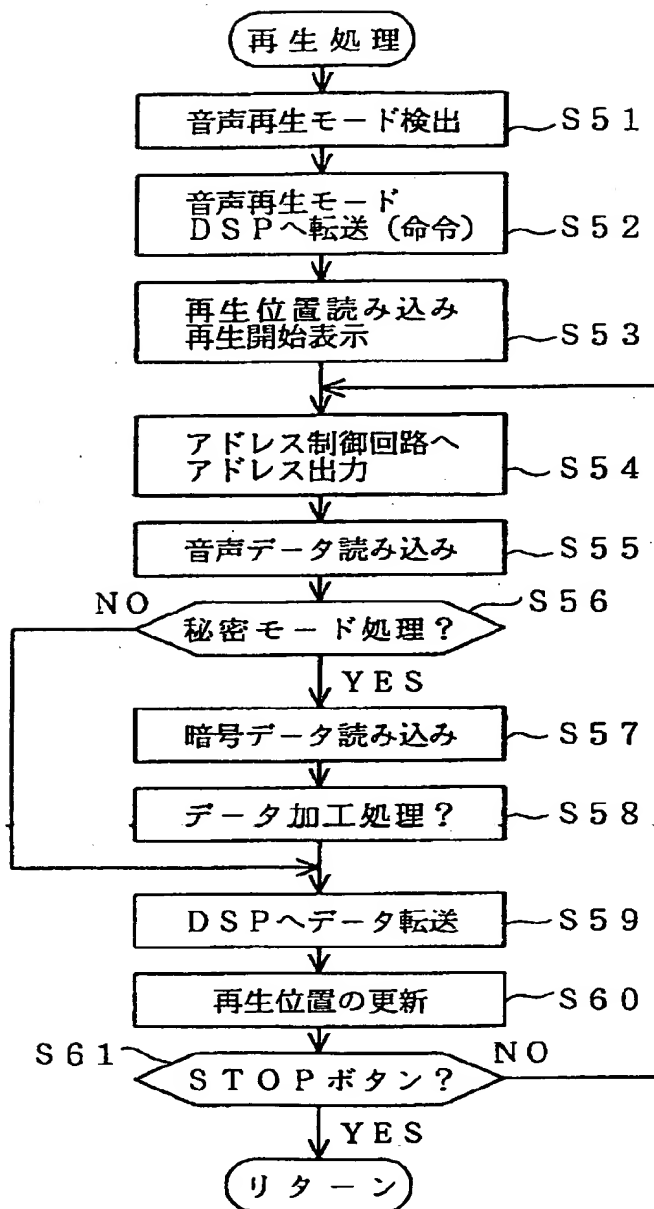 再生処理
音声再生モード検出
S51
音声再生モード
DSPへ転送(命令)
S52
再生位置読み込み
再生開始表示
S53
アドレス制御回路へ
アドレス出力
S54
音声データ読み込み
S55
NO
S56
秘密モード処理?
YES
暗号データ読み込み
S57
データ加工処理?
S58
DSPへデータ転送
S59
再生位置の更新
S60
S61
NO
STOPボタン?
YES
リターン